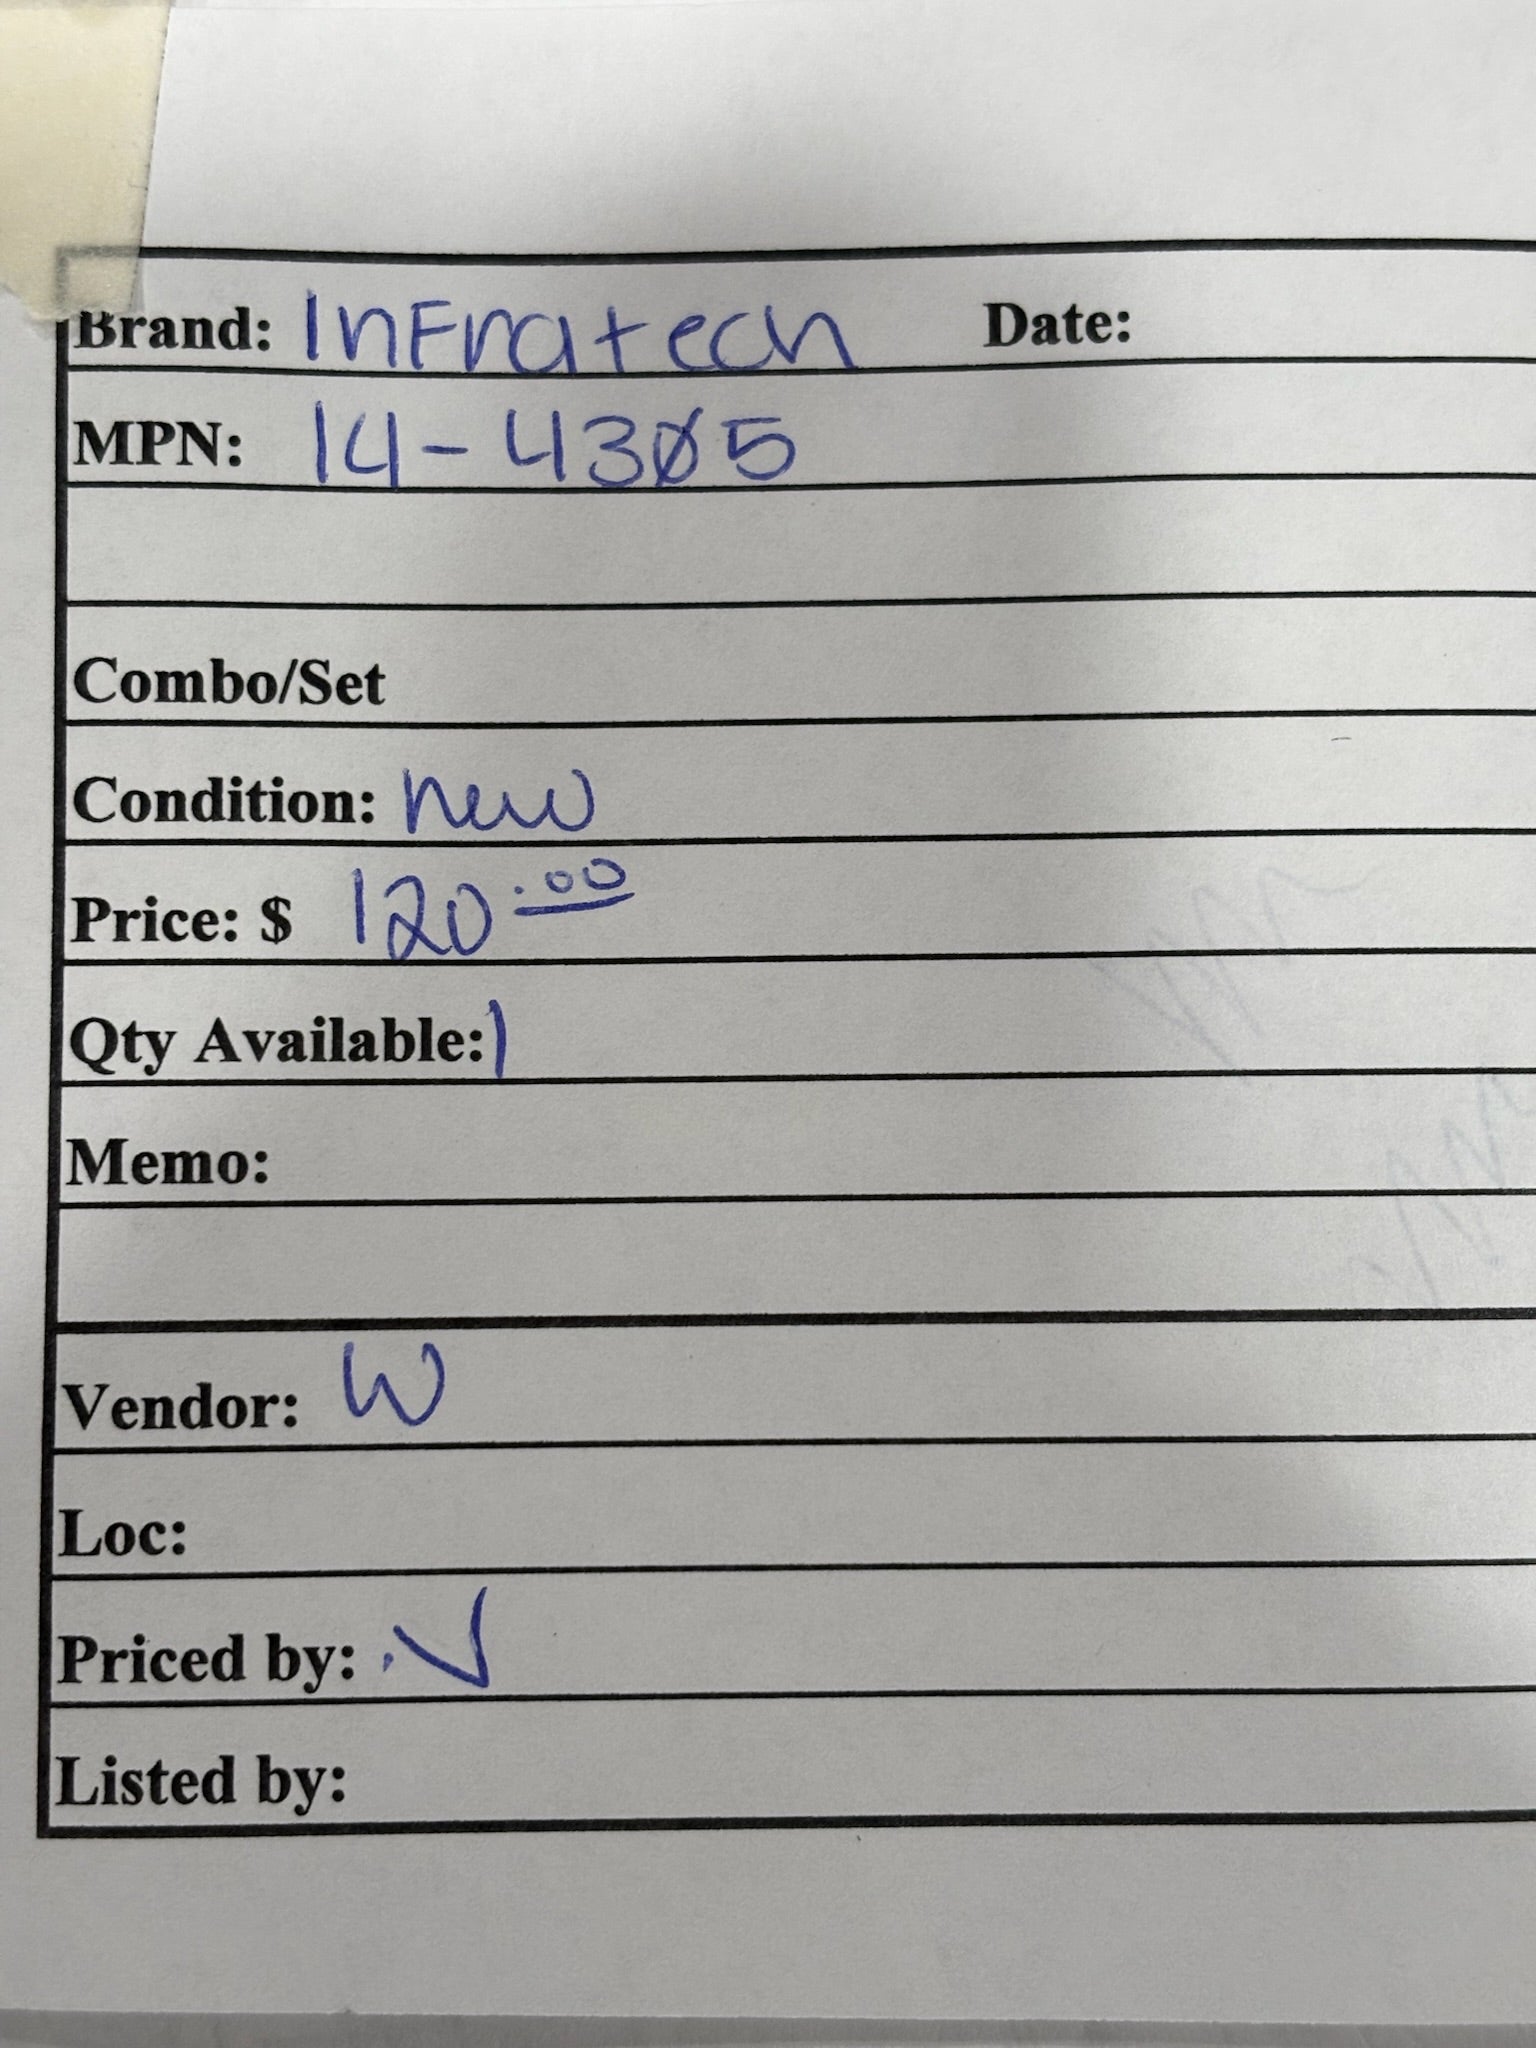 Brand: InFratech Date:
MPN: 14-4305
Combo/Set
Condition: new
Price: $ 120.00
Qty Available: 1
Memo:
Vendor: W
Loc:
Priced by: .V
Listed by: